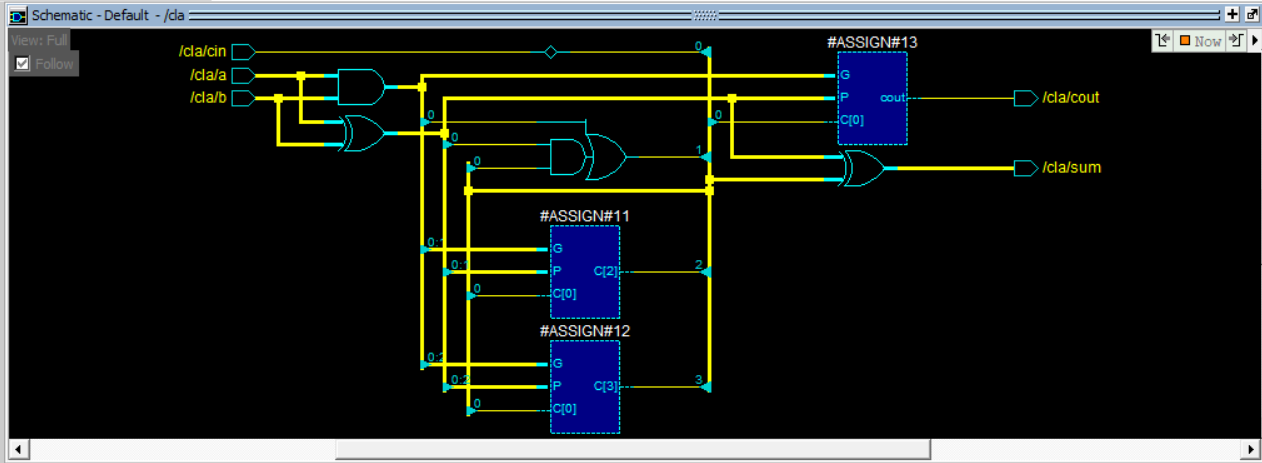 Schematic - Default - /cla
View: Full
Follow
Now
/cla/cin
/cla/a
/cla/b
0
#ASSIGN#13
G
P
cout
C[0]
/cla/cout
0
0
0
0
1
/cla/sum
#ASSIGN#11
0:1
G
0:1
P
C[2]
2
0
C[0]
#ASSIGN#12
0:2
G
0:2
P
C[3]
3
0
C[0]